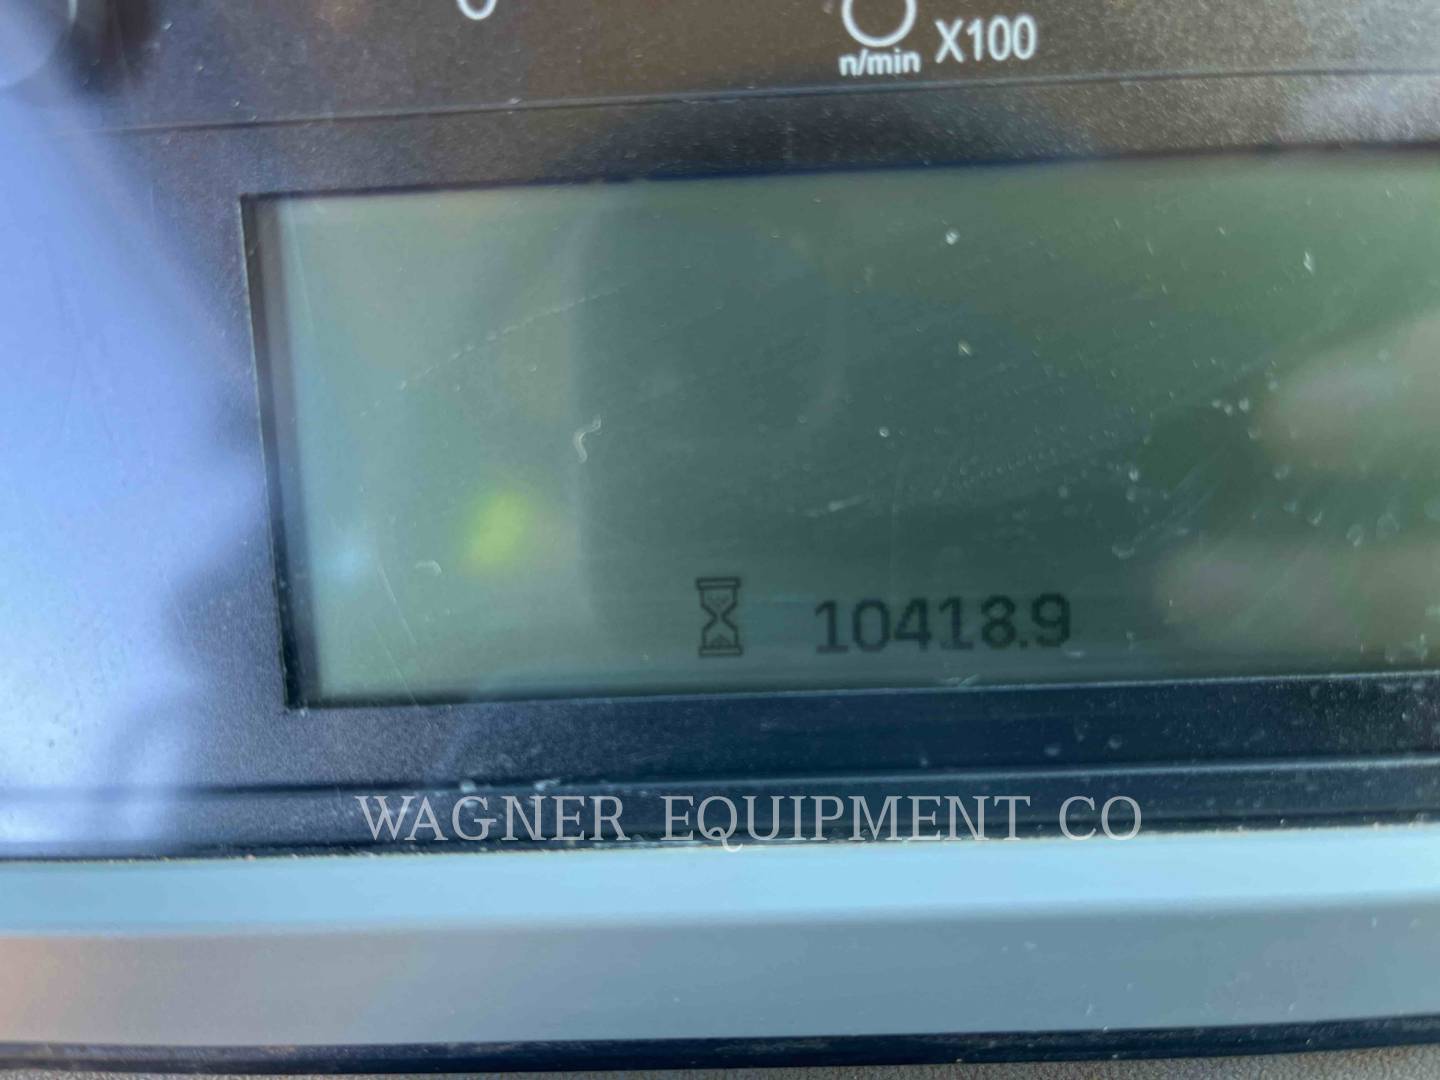 n/min X100
10418.9
WAGNER EQUIPMENT CO